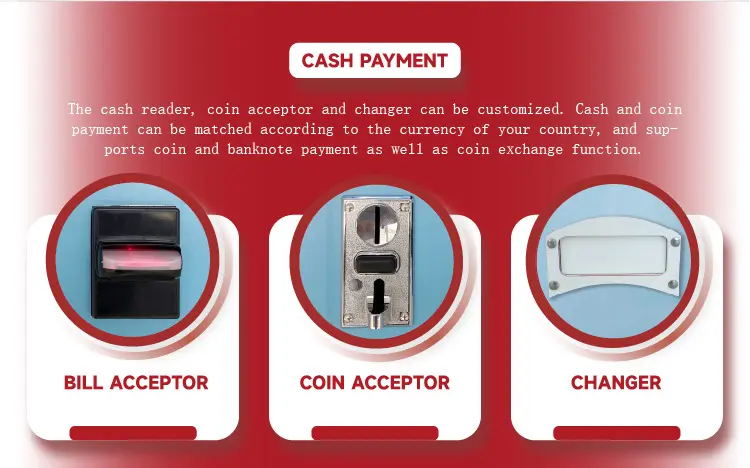 CASH PAYMENT
The cash reader, coin acceptor and changer can be customized. Cash and coin
payment can be matched according to the currency of your country, and sup-
ports coin and banknote payment as well as coin exchange function.
BILL ACCEPTOR
COIN ACCEPTOR
CHANGER